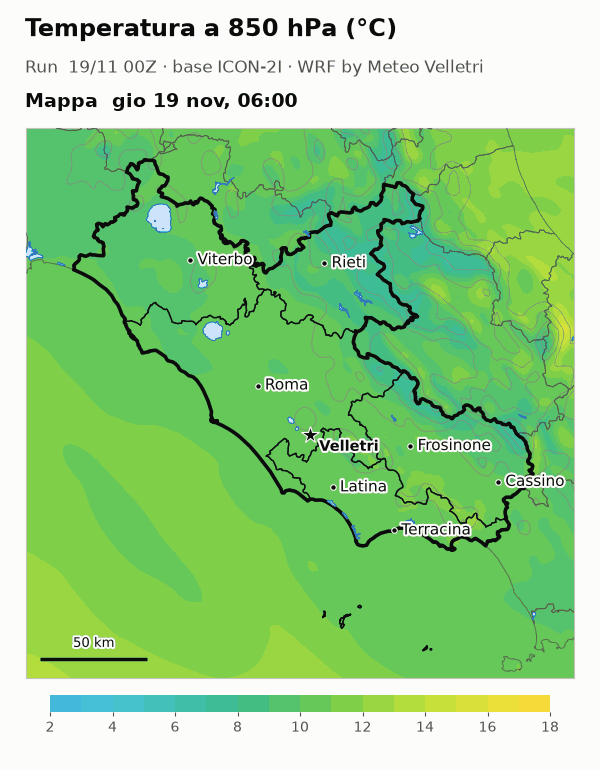 Temperatura a 850 hPa (°C)
Run  19/11 00Z · base ICON-2I · WRF by Meteo Velletri
Mappa  gio 19 nov, 06:00
Viterbo
Rieti
Roma
Velletri
Frosinone
Cassino
Latina
Terracina
50 km
2 4 6 8 10 12 14 16 18